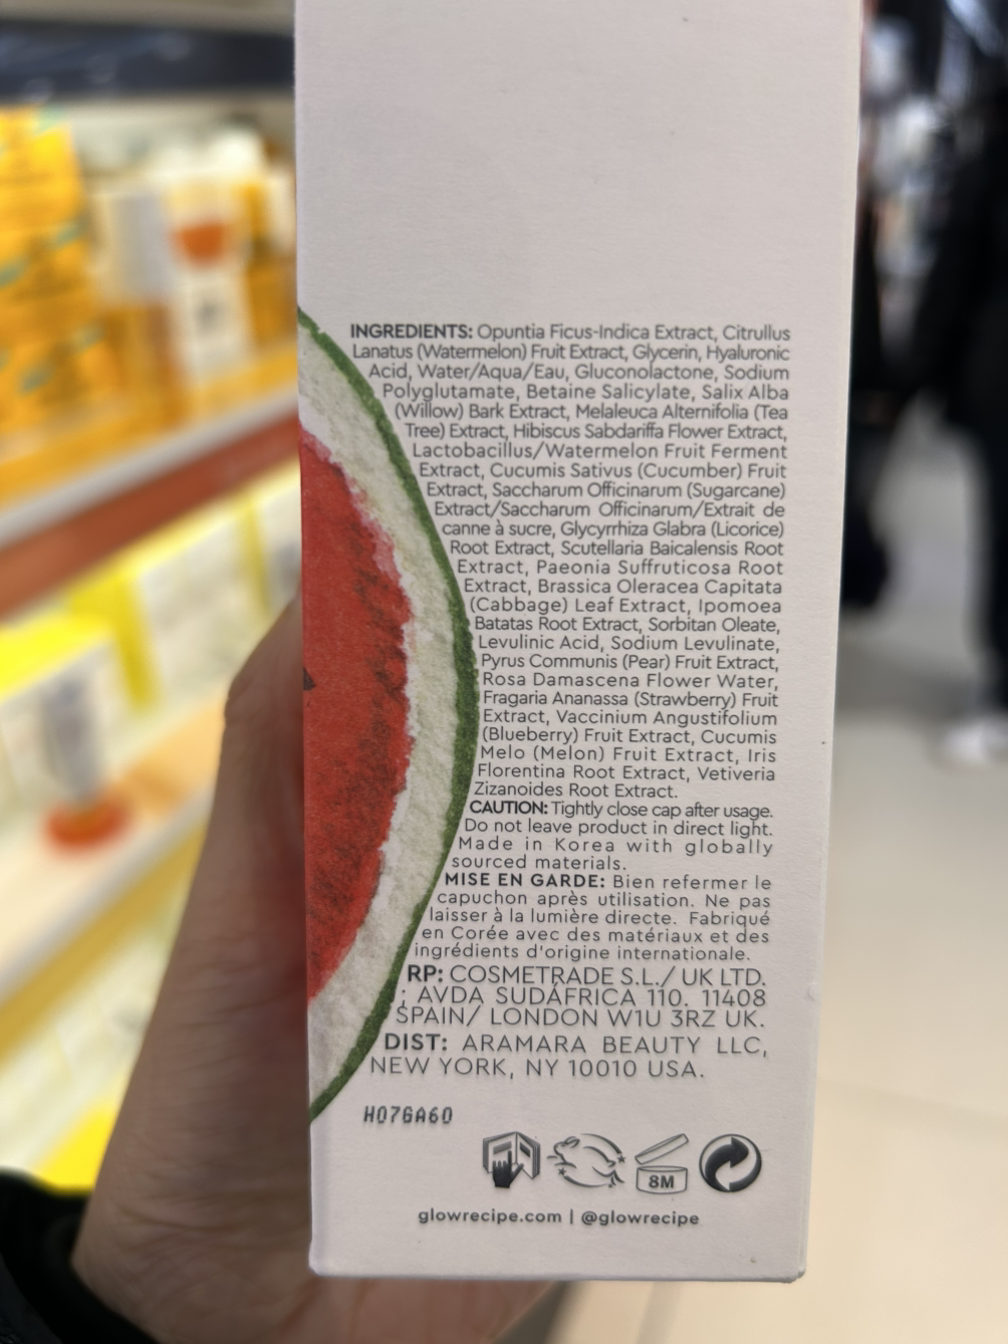 INGREDIENTS: Opuntia Ficus-Indica Extract, Citrullus
Lanatus (Watermelon) Fruit Extract, Glycerin, Hyaluronic
Acid, Water/Aqua/Eau, Gluconolactone, Sodium
Polyglutamate, Betaine Salicylate, Salix Alba
(Willow) Bark Extract, Melaleuca Alternifolia (Tea
Tree) Extract, Hibiscus Sabdariffa Flower Extract,
Lactobacillus/Watermelon Fruit Ferment
Extract, Cucumis Sativus (Cucumber) Fruit
Extract, Saccharum Officinarum (Sugarcane)
Extract/Saccharum Officinarum/Extrait de
canne à sucre, Glycyrrhiza Glabra (Licorice)
Root Extract, Scutellaria Baicalensis Root
Extract, Paeonia Suffruticosa Root
Extract, Brassica Oleracea Capitata
(Cabbage) Leaf Extract, Ipomoea
Batatas Root Extract, Sorbitan Oleate,
Levulinic Acid, Sodium Levulinate,
Pyrus Communis (Pear) Fruit Extract,
Rosa Damascena Flower Water,
Fragaria Ananassa (Strawberry) Fruit
Extract, Vaccinium Angustifolium
(Blueberry) Fruit Extract, Cucumis
Melo (Melon) Fruit Extract, Iris
Florentina Root Extract, Vetiveria
Zizanoides Root Extract.
CAUTION: Tightly close cap after usage.
Do not leave product in direct light.
Made in Korea with globally
sourced materials.
MISE EN GARDE: Bien refermer le
capuchon après utilisation. Ne pas
laisser à la lumière directe. Fabriqué
en Corée avec des matériaux et des
ingrédients d'origine internationale.
RP: COSMETRADE S.L./ UK LTD.
; AVDA SUDÁFRICA 110. 11408
SPAIN/ LONDON W1U 3RZ UK.
DIST: ARAMARA BEAUTY LLC,
NEW YORK, NY 10010 USA.
H076A60
8M
glowrecipe.com | @glowrecipe